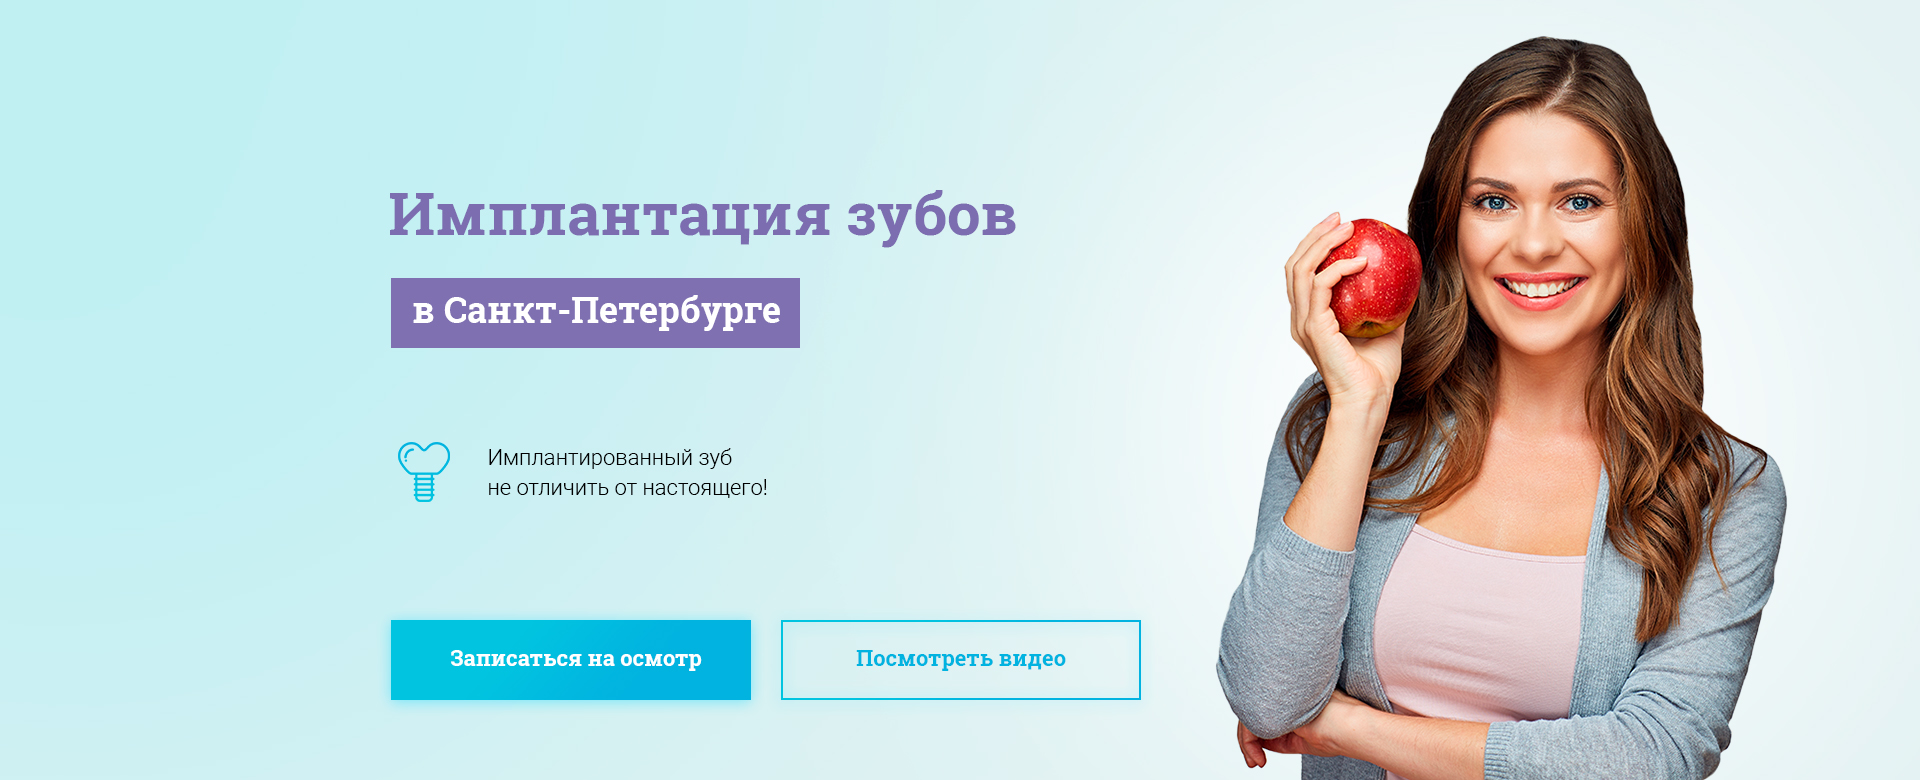 Имплантация зубов
в Санкт-Петербурге
Имплантированный зуб
не отличить от настоящего!
Записаться на осмотр
Посмотреть видео